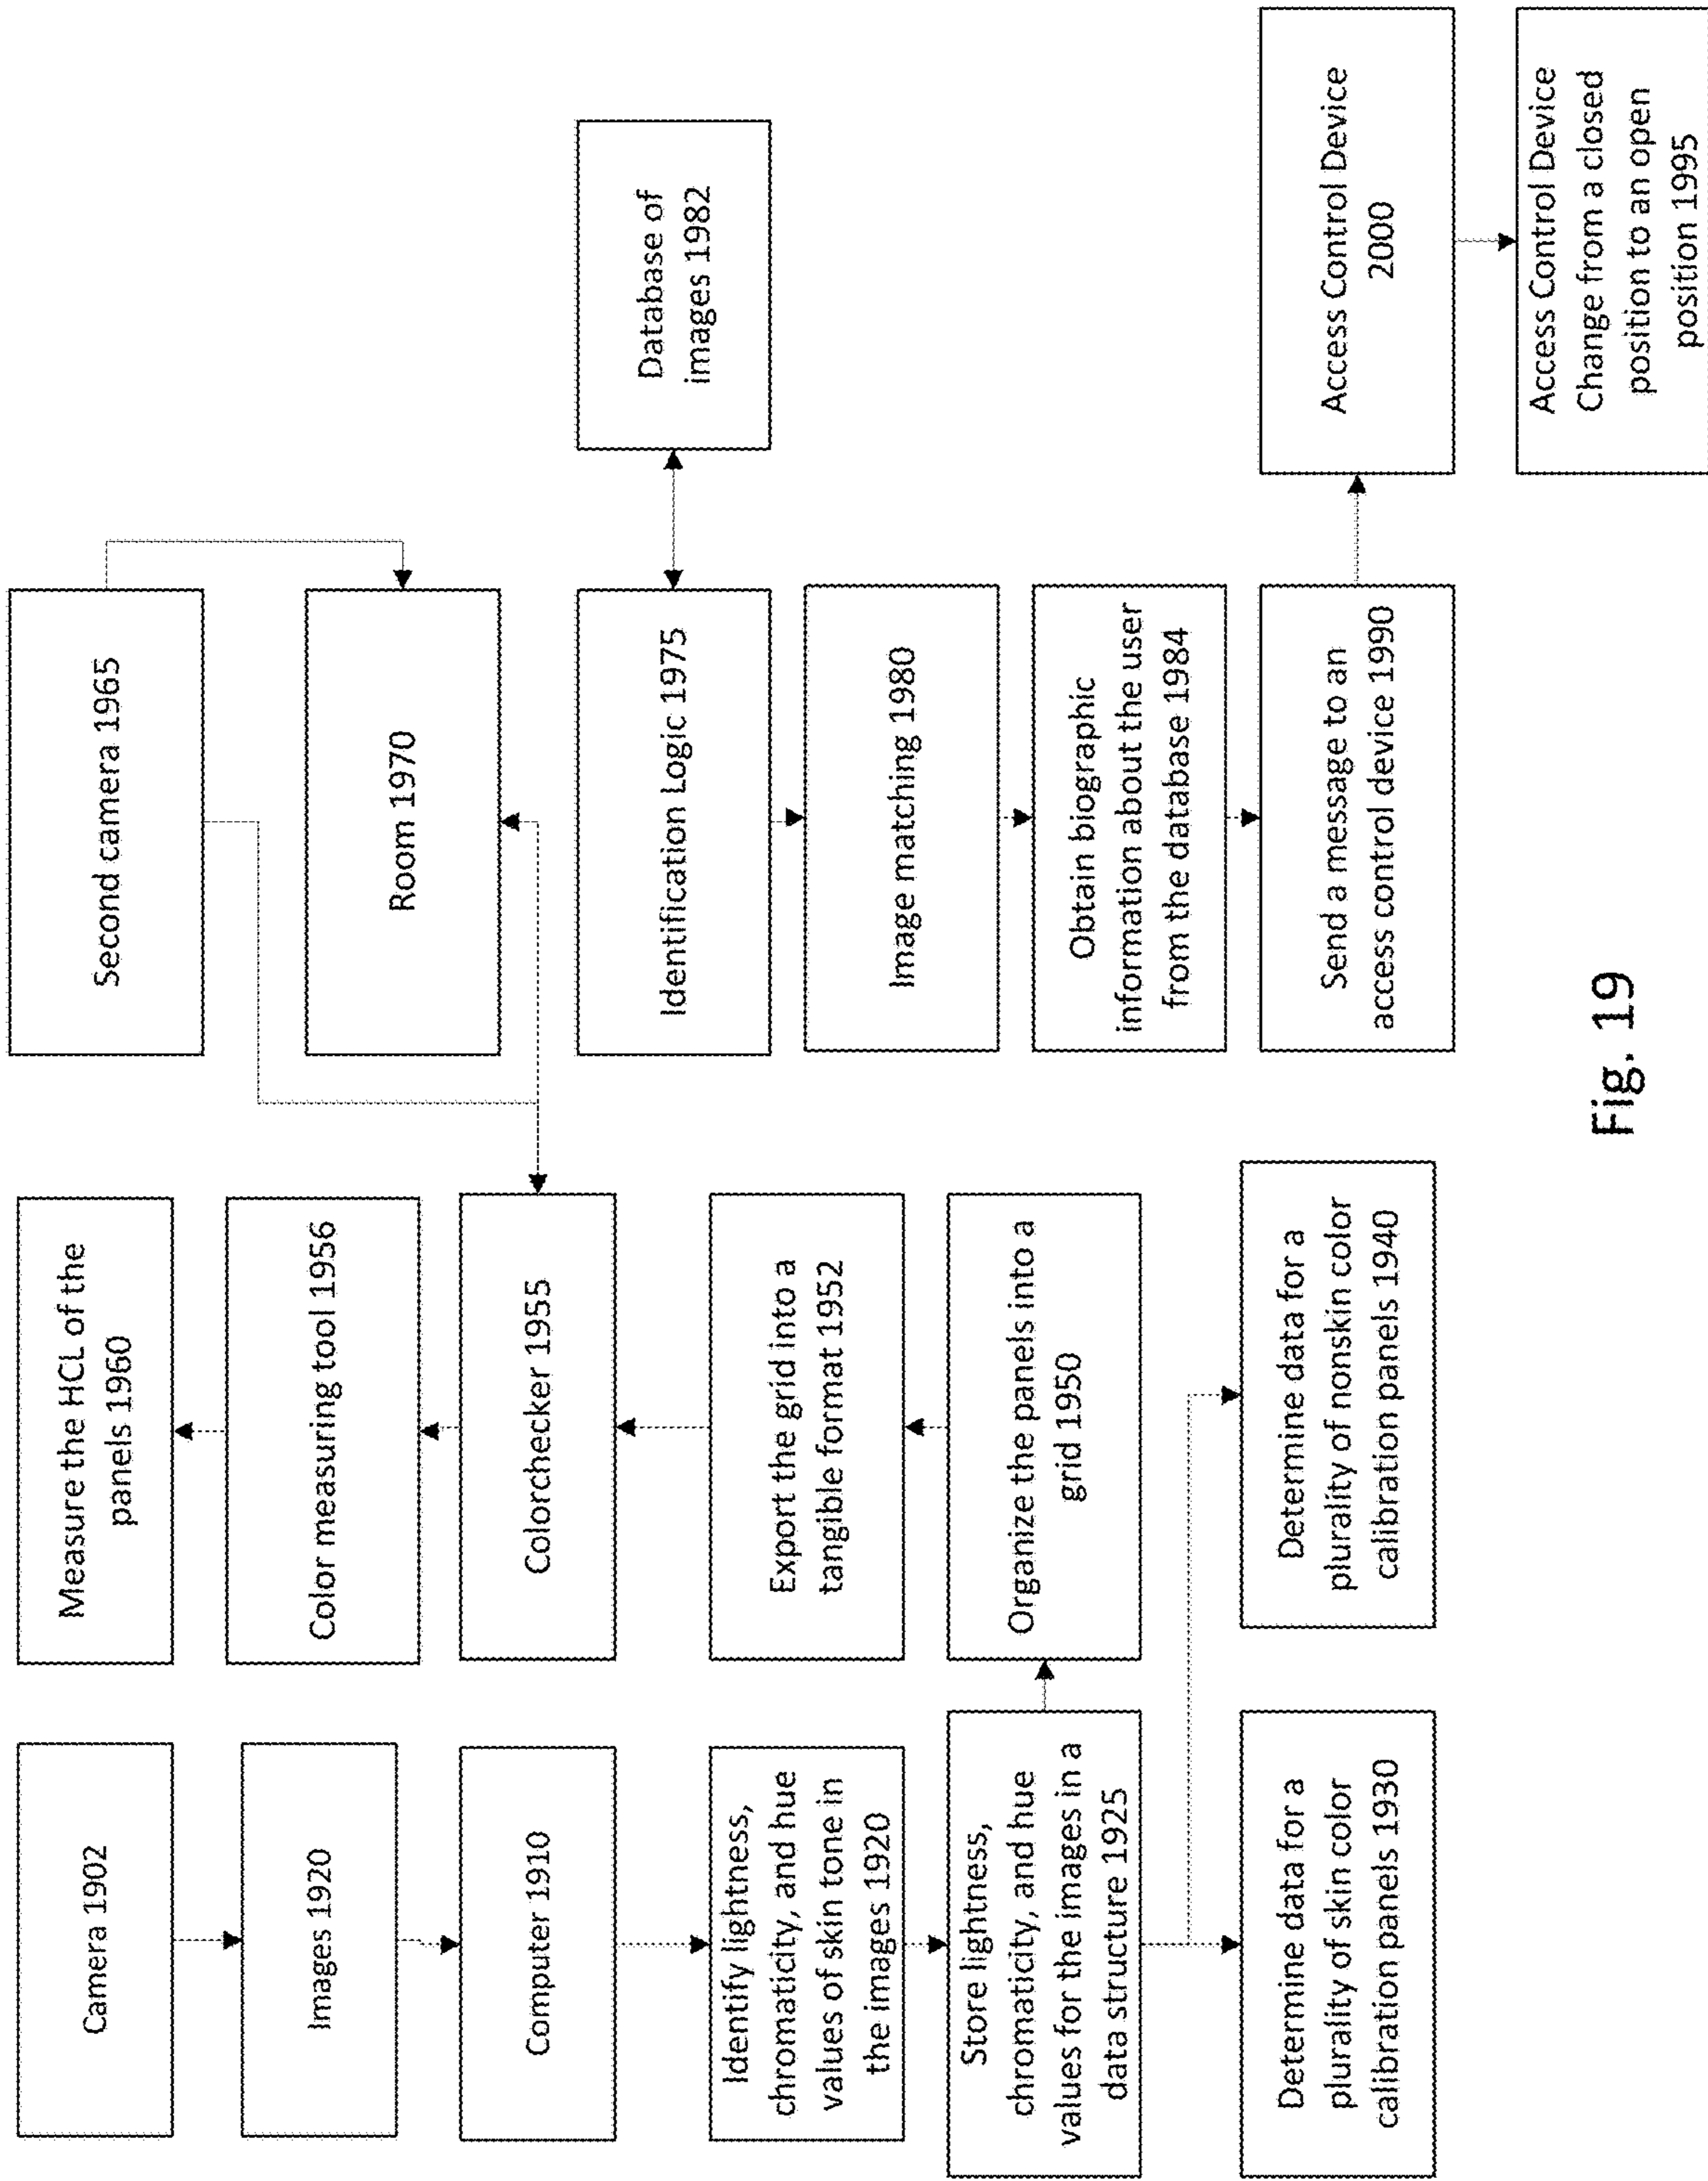 Camera 1902
Images 1920
Computer 1910
Identify lightness,
chromaticity, and hue
values of skin tone in
the images 1920
Store lightness,
chromaticity, and hue
values for the images in a
data structure 1925
Determine data for a
plurality of skin color
calibration panels 1930
Measure the HCL of the
panels 1960
Color measuring tool 1956
Colorchecker 1955
Export the grid into a
tangible format 1952
Organize the panels into a
grid 1950
Determine data for a
plurality of nonskin color
calibration panels 1940
Second camera 1965
Room 1970
Identification Logic 1975
Image matching 1980
Obtain biographic
information about the user
from the database 1984
Send a message to an
access control device 1990
Database of
images 1982
Access Control Device
2000
Access Control Device
Change from a closed
position to an open
position 1995
Fig. 19